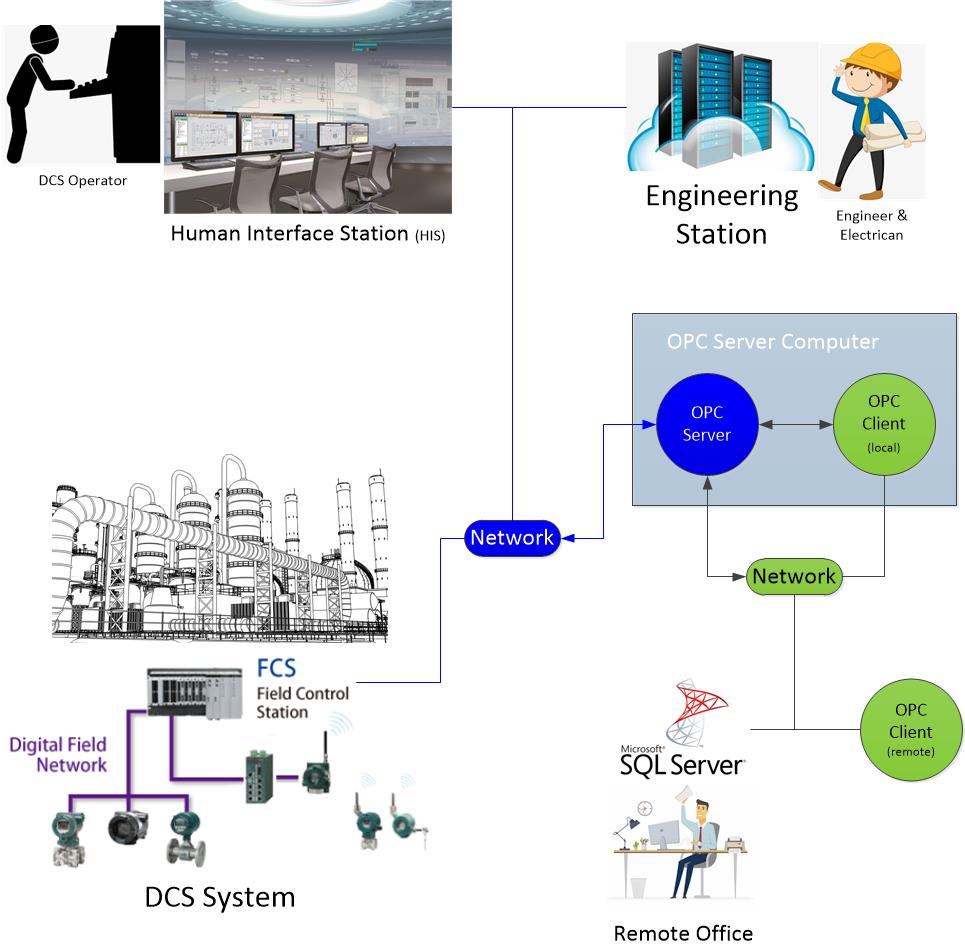 DCS Operator
Human Interface Station (HIS)
Engineering
Station
Engineer &
Electrican
OPC Server Computer
OPC
Server
OPC
Client
(local)
Network
Network
FCS
Field Control
Station
Digital Field
Network
DCS System
Microsoft®
SQL Server®
OPC
Client
(remote)
Remote Office